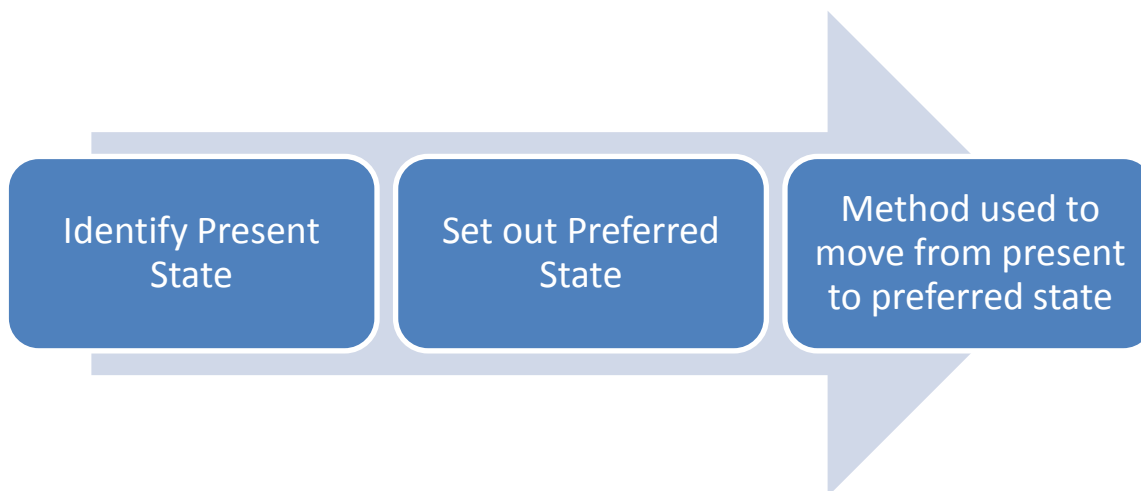 Identify Present
State
Set out Preferred
State
Method used to
move from present
to preferred state